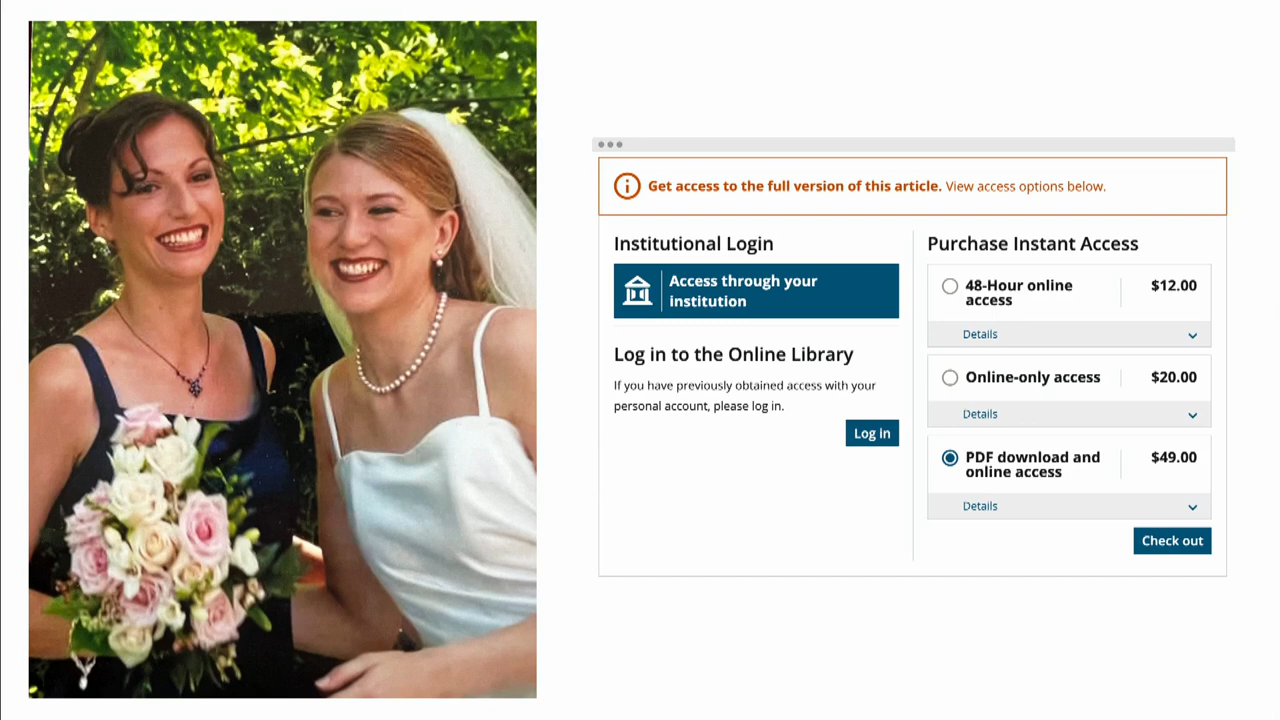 Get access to the full version of this article. View access options below.
Institutional Login
Access through your
institution
Log in to the Online Library
If you have previously obtained access with your
personal account, please log in.
Log in
Purchase Instant Access
48-Hour online
access
$12.00
Details
Online-only access
$20.00
Details
PDF download and
online access
$49.00
Details
Check out